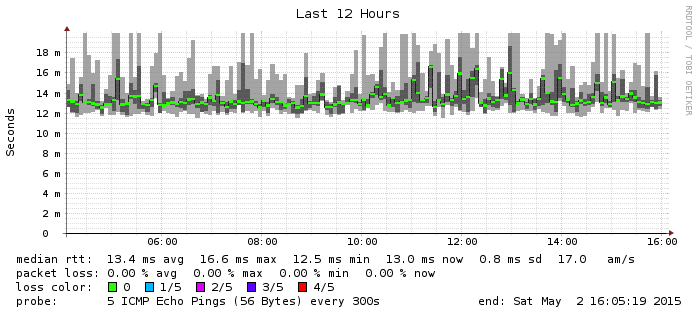 Last 12 Hours
RRDTOOL / TOBI OETIKER
Seconds
18 m
16 m
14 m
12 m
10 m
8 m
6 m
4 m
2 m
0
06:00 08:00 10:00 12:00 14:00 16:00
median rtt: 13.4 ms avg 16.6 ms max 12.5 ms min 13.0 ms now 0.8 ms sd 17.0 am/s
packet loss: 0.00 % avg 0.00 % max 0.00 % min 0.00 % now
loss color: 0 1/5 2/5 3/5 4/5
probe: 5 ICMP Echo Pings (56 Bytes) every 300s end: Sat May 2 16:05:19 2015